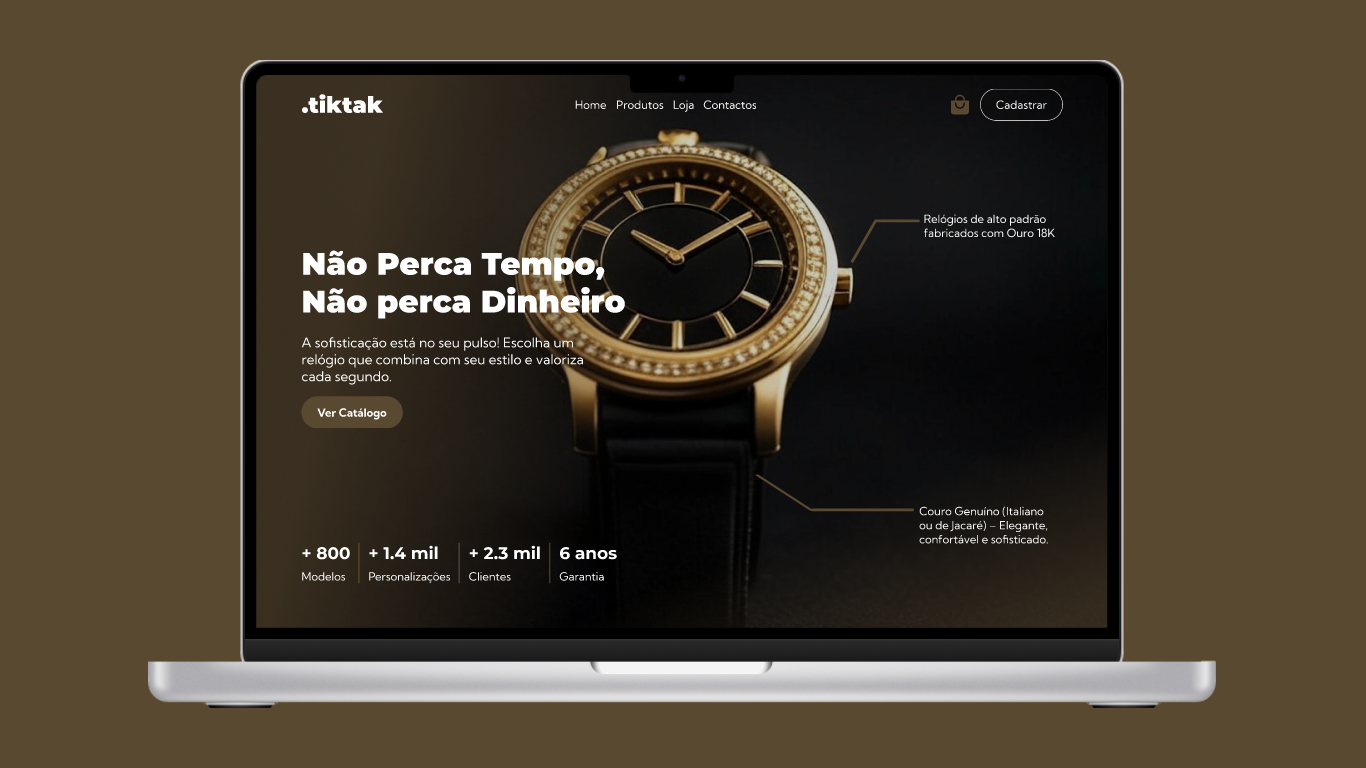 .tiktak
Home Produtos Loja Contactos
Cadastrar
Relógios de alto padrão
fabricados com Ouro 18K
Não Perca Tempo,
Não perca Dinheiro
A sofisticação está no seu pulso! Escolha um
relógio que combina com seu estilo e valoriza
cada segundo.
Ver Catálogo
Couro Genuíno (Italiano
ou de Jacaré) – Elegante,
confortável e sofisticado.
+ 800
Modelos
+ 1.4 mil
Personalizações
+ 2.3 mil
Clientes
6 anos
Garantia